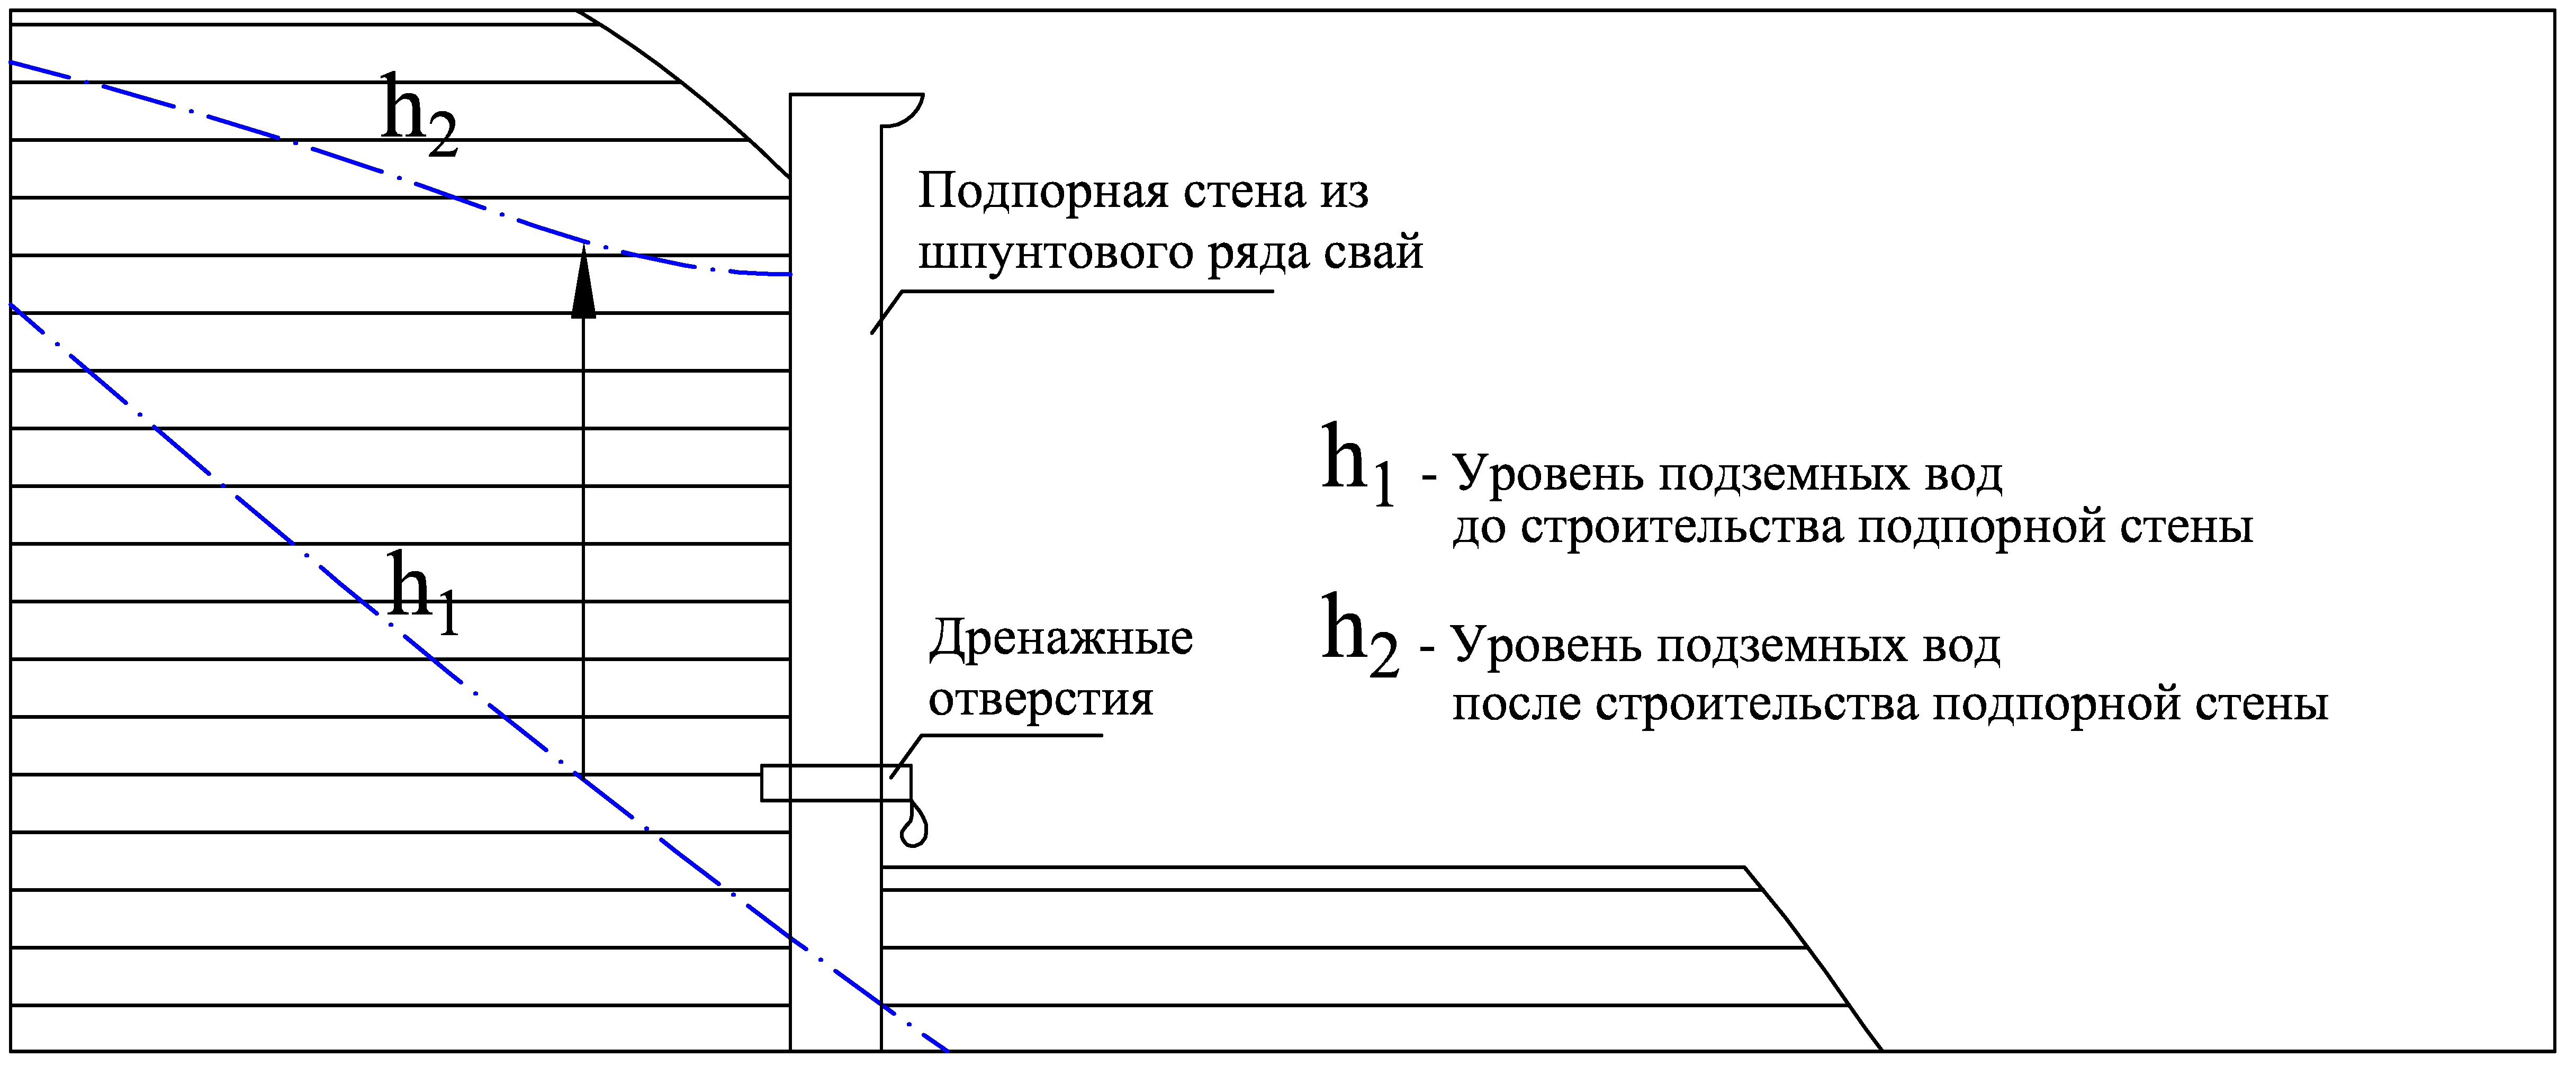 h2
Подпорная стена из
шпунтового ряда свай
h1 - Уровень подземных вод
до строительства подпорной стены
h1
Дренажные
отверстия
h2 - Уровень подземных вод
после строительства подпорной стены